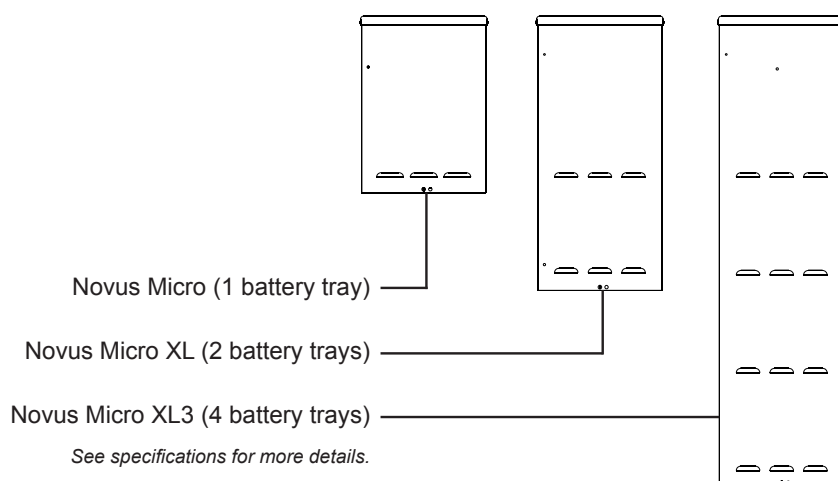 Novus Micro (1 battery tray)
Novus Micro XL (2 battery trays)
Novus Micro XL3 (4 battery trays)
See specifications for more details.